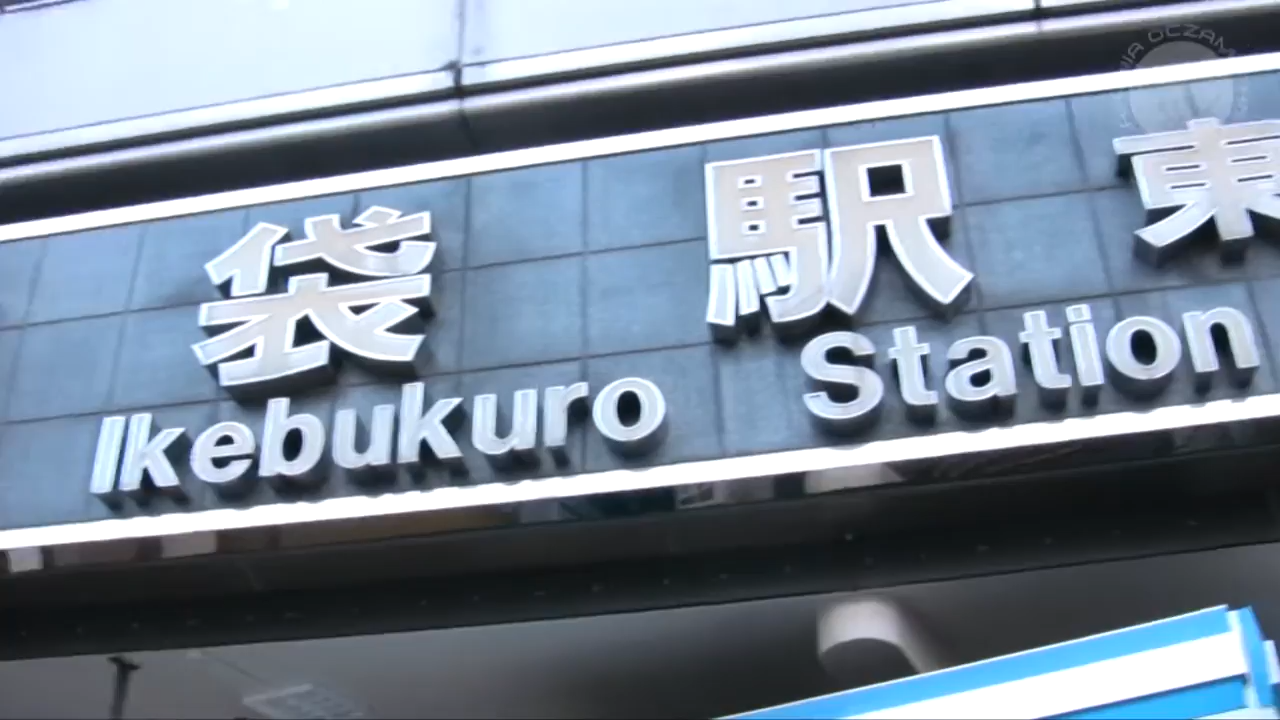 袋 駅 東
Ikebukuro Station